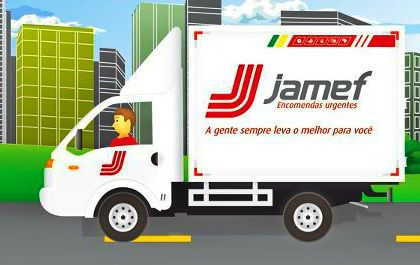 jamef
Encomendas urgentes
A gente sempre leva o melhor para você